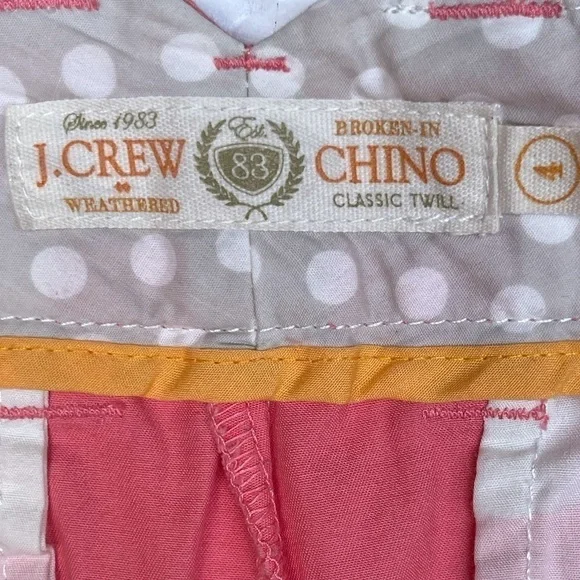 Since 1983
J.CREW
WEATHERED
Est.
83
BROKEN-IN
CHINO
CLASSIC TWILL
4